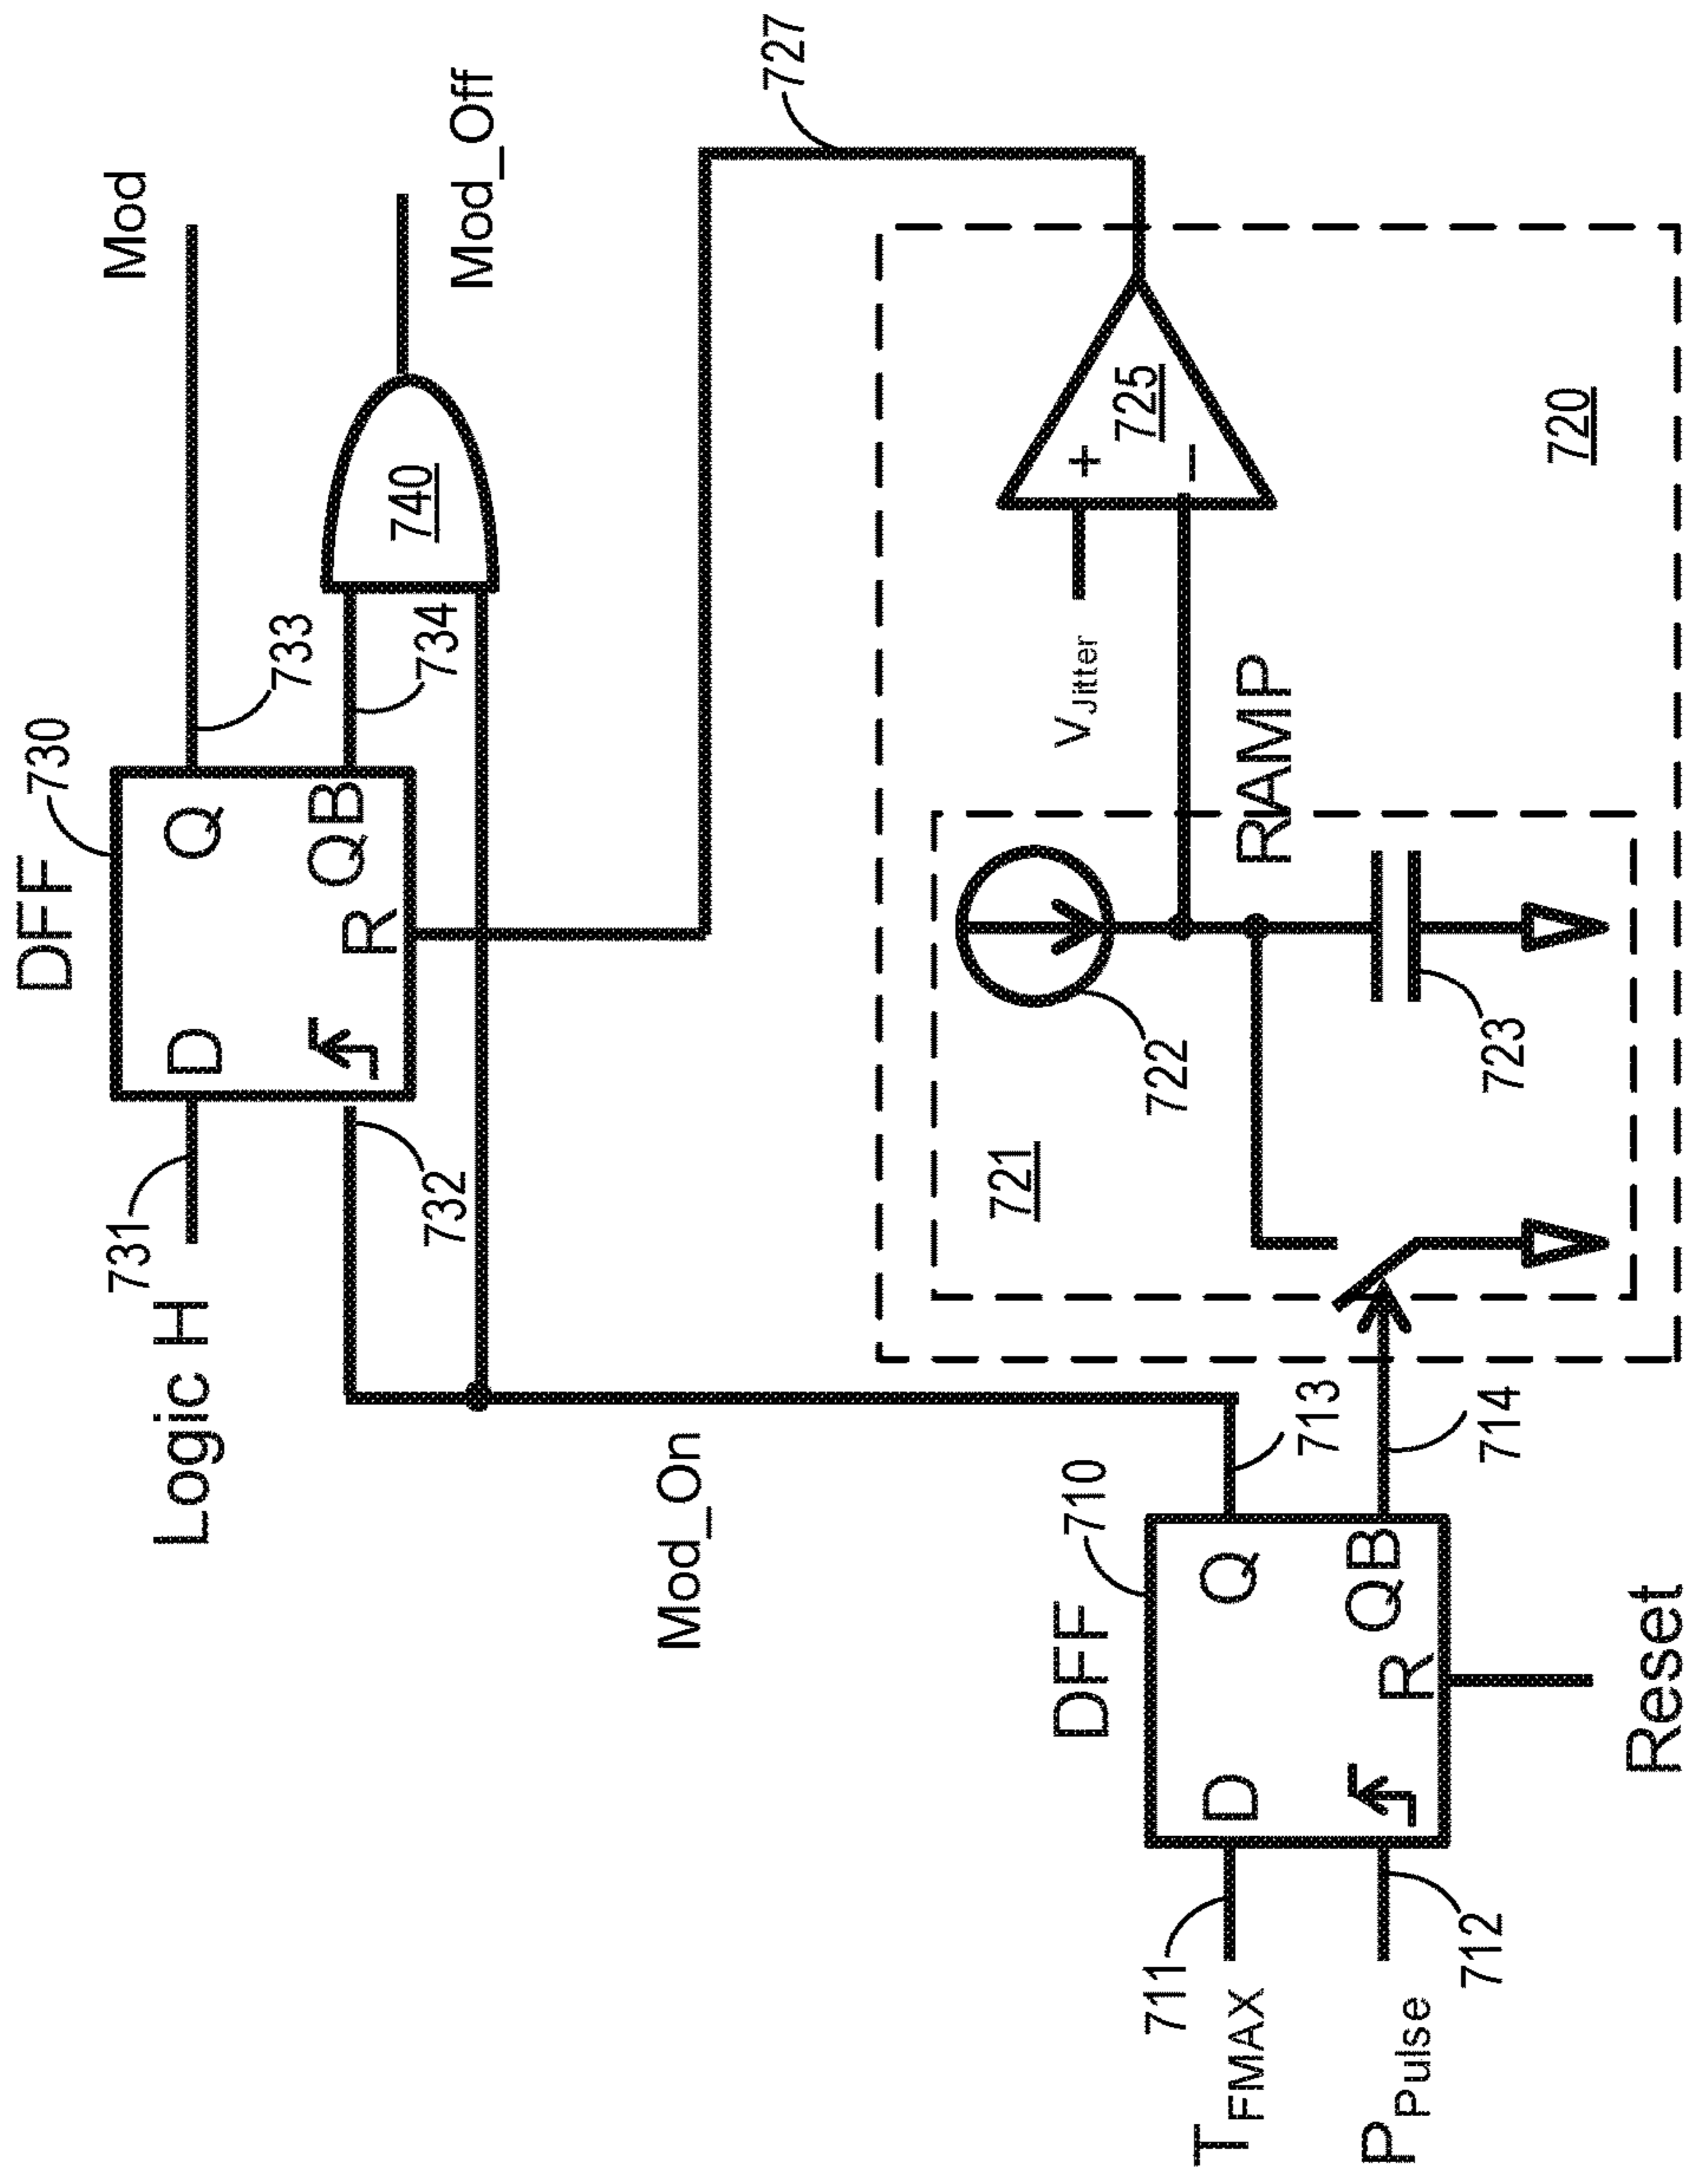 Logic H
731
DFF
730
D
Q
QB
R
732
733
734
Mod
740
Mod_Off
727
Mod_On
DFF
710
711
TFMAX
712
PPulse
D
Q
QB
R
Reset
713
714
721
722
723
RAMP
VJitter
+
−
725
720